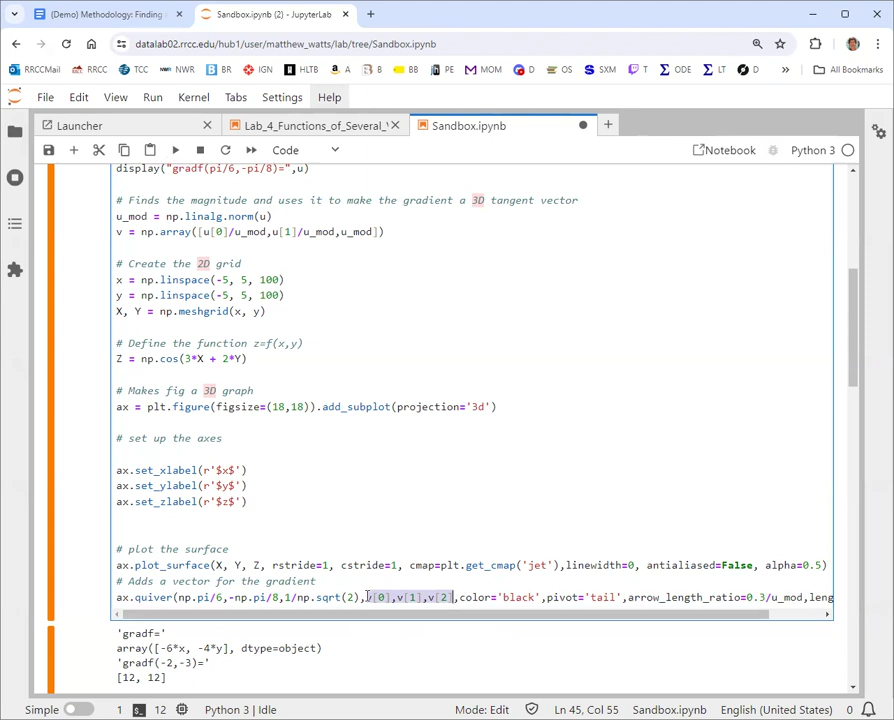 (Demo) Methodology: Finding
Sandbox.ipynb (2) - JupyterLab
datalab02.rrcc.edu/hub1/user/matthew_watts/lab/tree/Sandbox.ipynb
RRCCMail RRCC TCC NWR BR IGN HLTB BB PE MOM D OS SXM T ODE LT D All Bookmarks
File Edit View Run Kernel Tabs Settings Help
Launcher Lab_4_Functions_of_Several_V Sandbox.ipynb
Code Notebook Python 3
display("gradf(pi/6,-pi/8)=",u)
# Finds the magnitude and uses it to make the gradient a 3D tangent vector
u_mod = np.linalg.norm(u)
v = np.array([u[0]/u_mod,u[1]/u_mod,u_mod])
# Create the 2D grid
x = np.linspace(-5, 5, 100)
y = np.linspace(-5, 5, 100)
X, Y = np.meshgrid(x, y)
# Define the function z=f(x,y)
Z = np.cos(3*X + 2*Y)
# Makes fig a 3D graph
ax = plt.figure(figsize=(18,18)).add_subplot(projection='3d')
# set up the axes
ax.set_xlabel(r'$x$')
ax.set_ylabel(r'$y$')
ax.set_zlabel(r'$z$')
# plot the surface
ax.plot_surface(X, Y, Z, rstride=1, cstride=1, cmap=plt.get_cmap('jet'),linewidth=0, antialiased=False, alpha=0.5)
# Adds a vector for the gradient
ax.quiver(np.pi/6,-np.pi/8,1/np.sqrt(2),v[0],v[1],v[2],color='black',pivot='tail',arrow_length_ratio=0.3/u_mod,leng
'gradf='
array([-6*x, -4*y], dtype=object)
'gradf(-2,-3)='
[12, 12]
Simple 1 12 Python 3 | Idle Mode: Edit Ln 45, Col 55 Sandbox.ipynb English (United States) 0